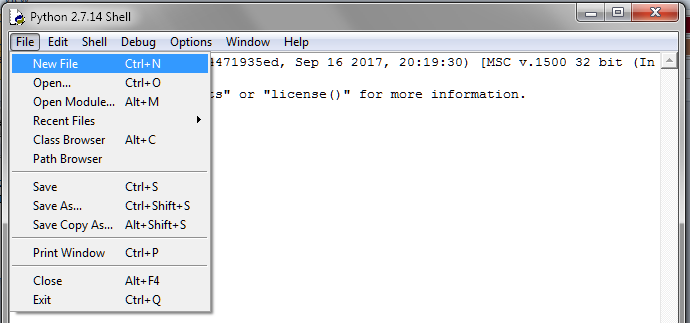 Python 2.7.14 Shell
File Edit Shell Debug Options Window Help
4471935ed, Sep 16 2017, 20:19:30) [MSC v.1500 32 bit (In
ts" or "license()" for more information.
New File Ctrl+N
Open... Ctrl+O
Open Module... Alt+M
Recent Files
Class Browser Alt+C
Path Browser
Save Ctrl+S
Save As... Ctrl+Shift+S
Save Copy As... Alt+Shift+S
Print Window Ctrl+P
Close Alt+F4
Exit Ctrl+Q